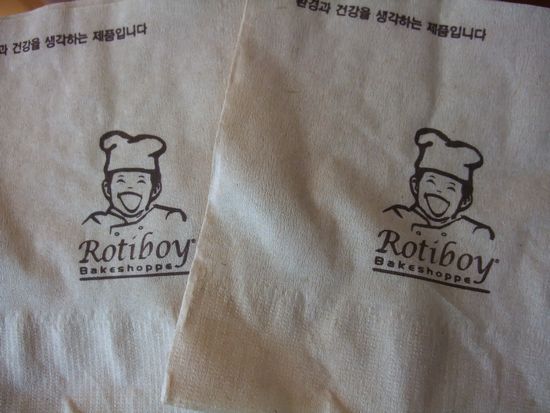 과 건강을 생각하는 제품입니다
Rotiboy®
Bakeshoppe
환경과 건강을 생각하는 제품입니다
Rotiboy®
Bakeshoppe